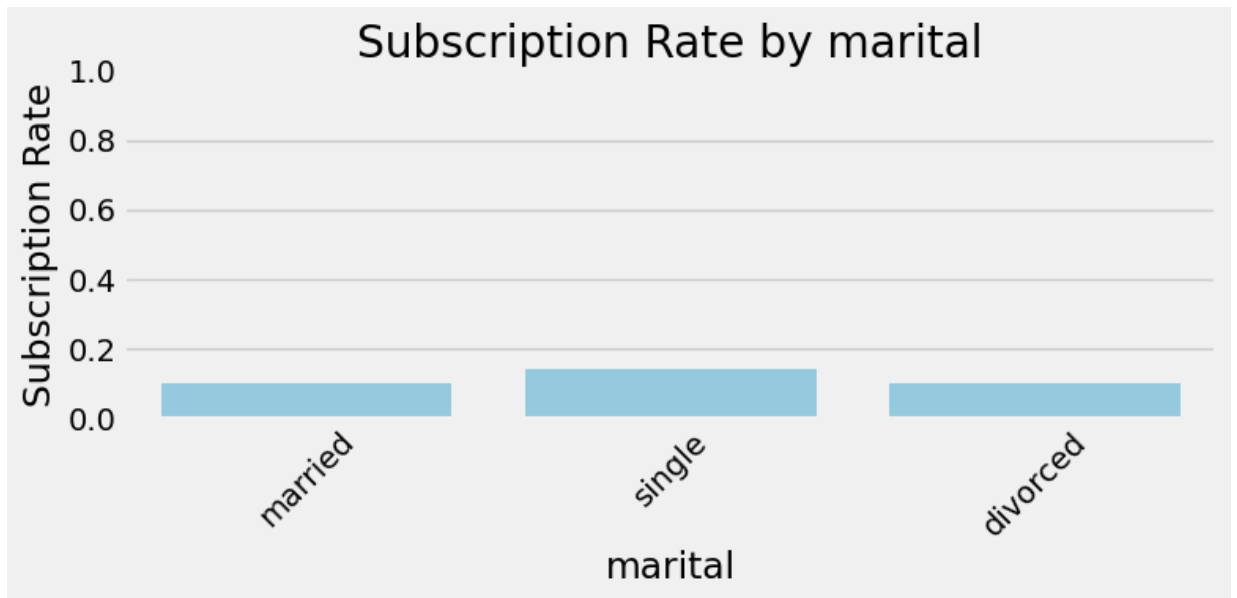 Subscription Rate by marital
Subscription Rate
1.0
0.8
0.6
0.4
0.2
0.0
married
single
divorced
marital